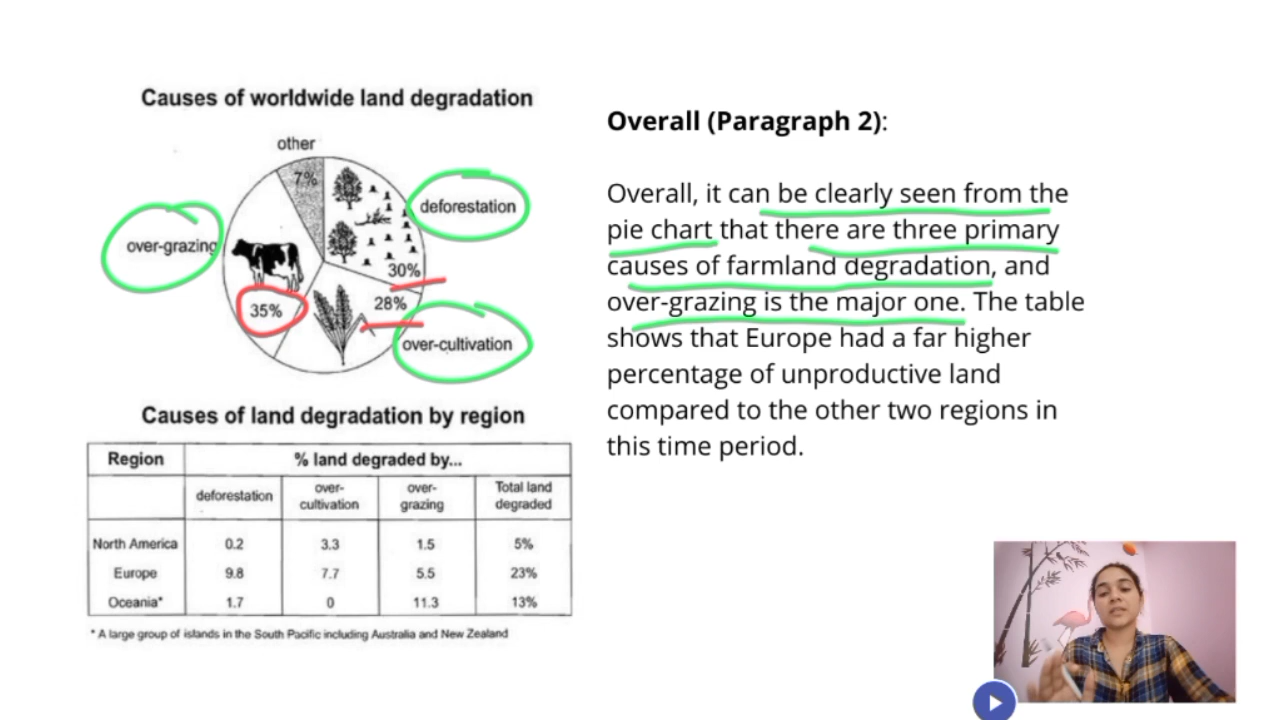 Causes of worldwide land degradation
other
7%
deforestation
over-grazing
30%
35%
28%
over-cultivation
Causes of land degradation by region
Region % land degraded by...
deforestation over-cultivation over-grazing Total land degraded
North America 0.2 3.3 1.5 5%
Europe 9.8 7.7 5.5 23%
Oceania* 1.7 0 11.3 13%
* A large group of islands in the South Pacific including Australia and New Zealand
Overall (Paragraph 2):
Overall, it can be clearly seen from the
pie chart that there are three primary
causes of farmland degradation, and
over-grazing is the major one. The table
shows that Europe had a far higher
percentage of unproductive land
compared to the other two regions in
this time period.